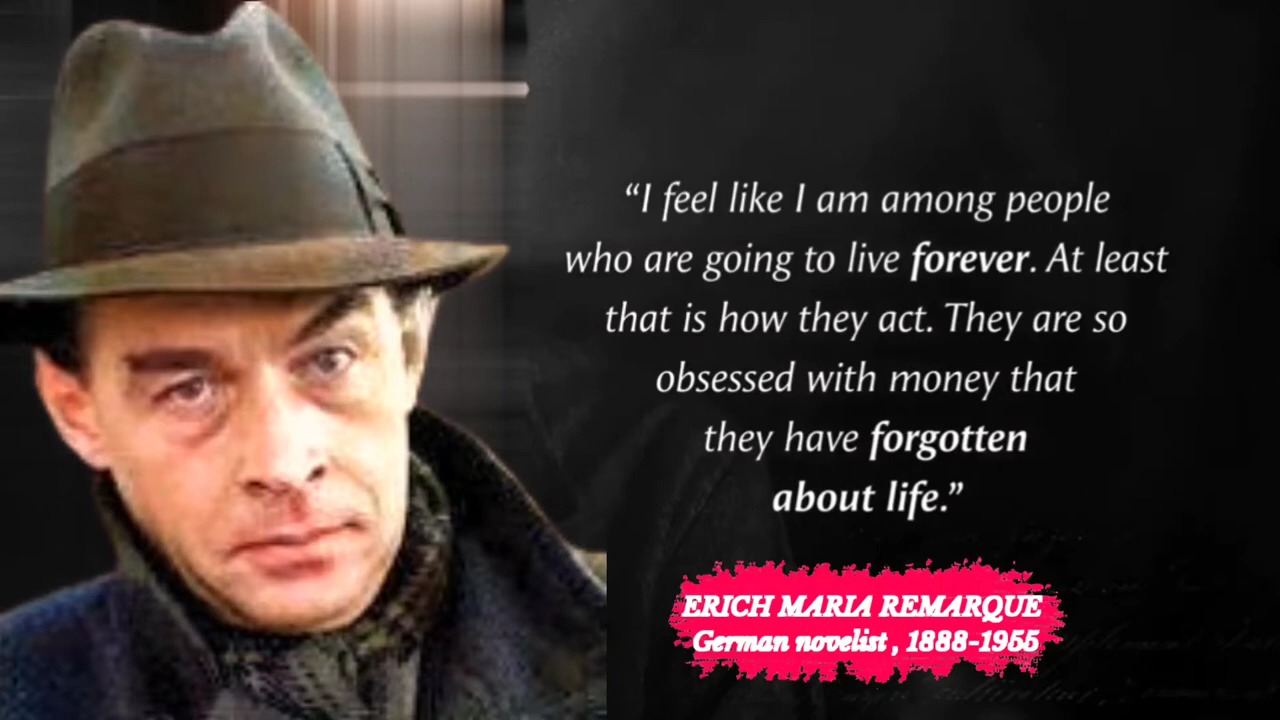 “I feel like I am among people
who are going to live forever. At least
that is how they act. They are so
obsessed with money that
they have forgotten
about life.”
ERICH MARIA REMARQUE
German novelist , 1888-1955